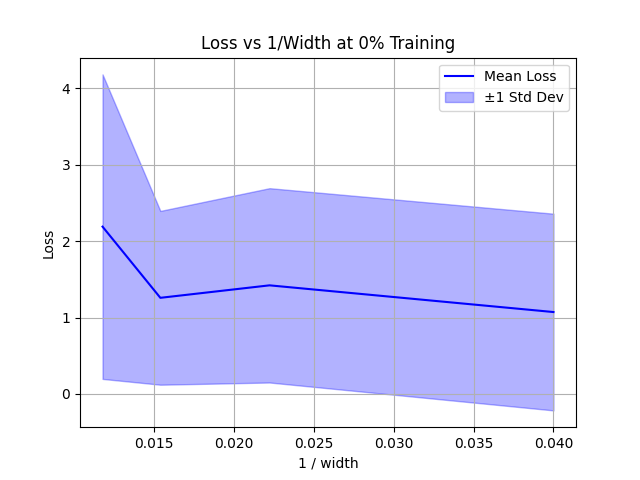 Loss vs 1/Width at 0% Training
Mean Loss
±1 Std Dev
4
3
2
1
0
Loss
0.015 0.020 0.025 0.030 0.035 0.040
1 / width